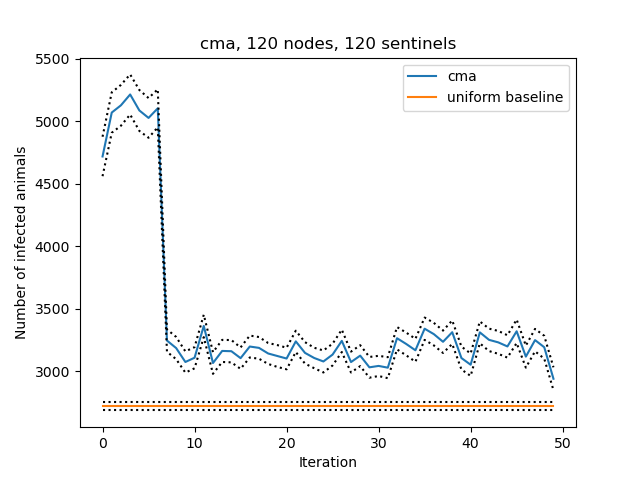 cma, 120 nodes, 120 sentinels
cma
uniform baseline
Number of infected animals
5500
5000
4500
4000
3500
3000
0 10 20 30 40 50
Iteration